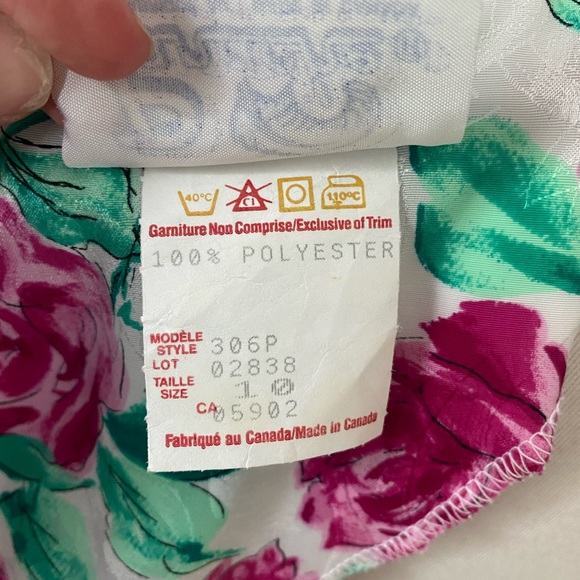 40°C CL 110°C
Garniture Non Comprise/Exclusive of Trim
100% POLYESTER
MODÈLE
STYLE 306P
LOT 02838
TAILLE
SIZE 10
CA 05902
Fabriqué au Canada/Made in Canada